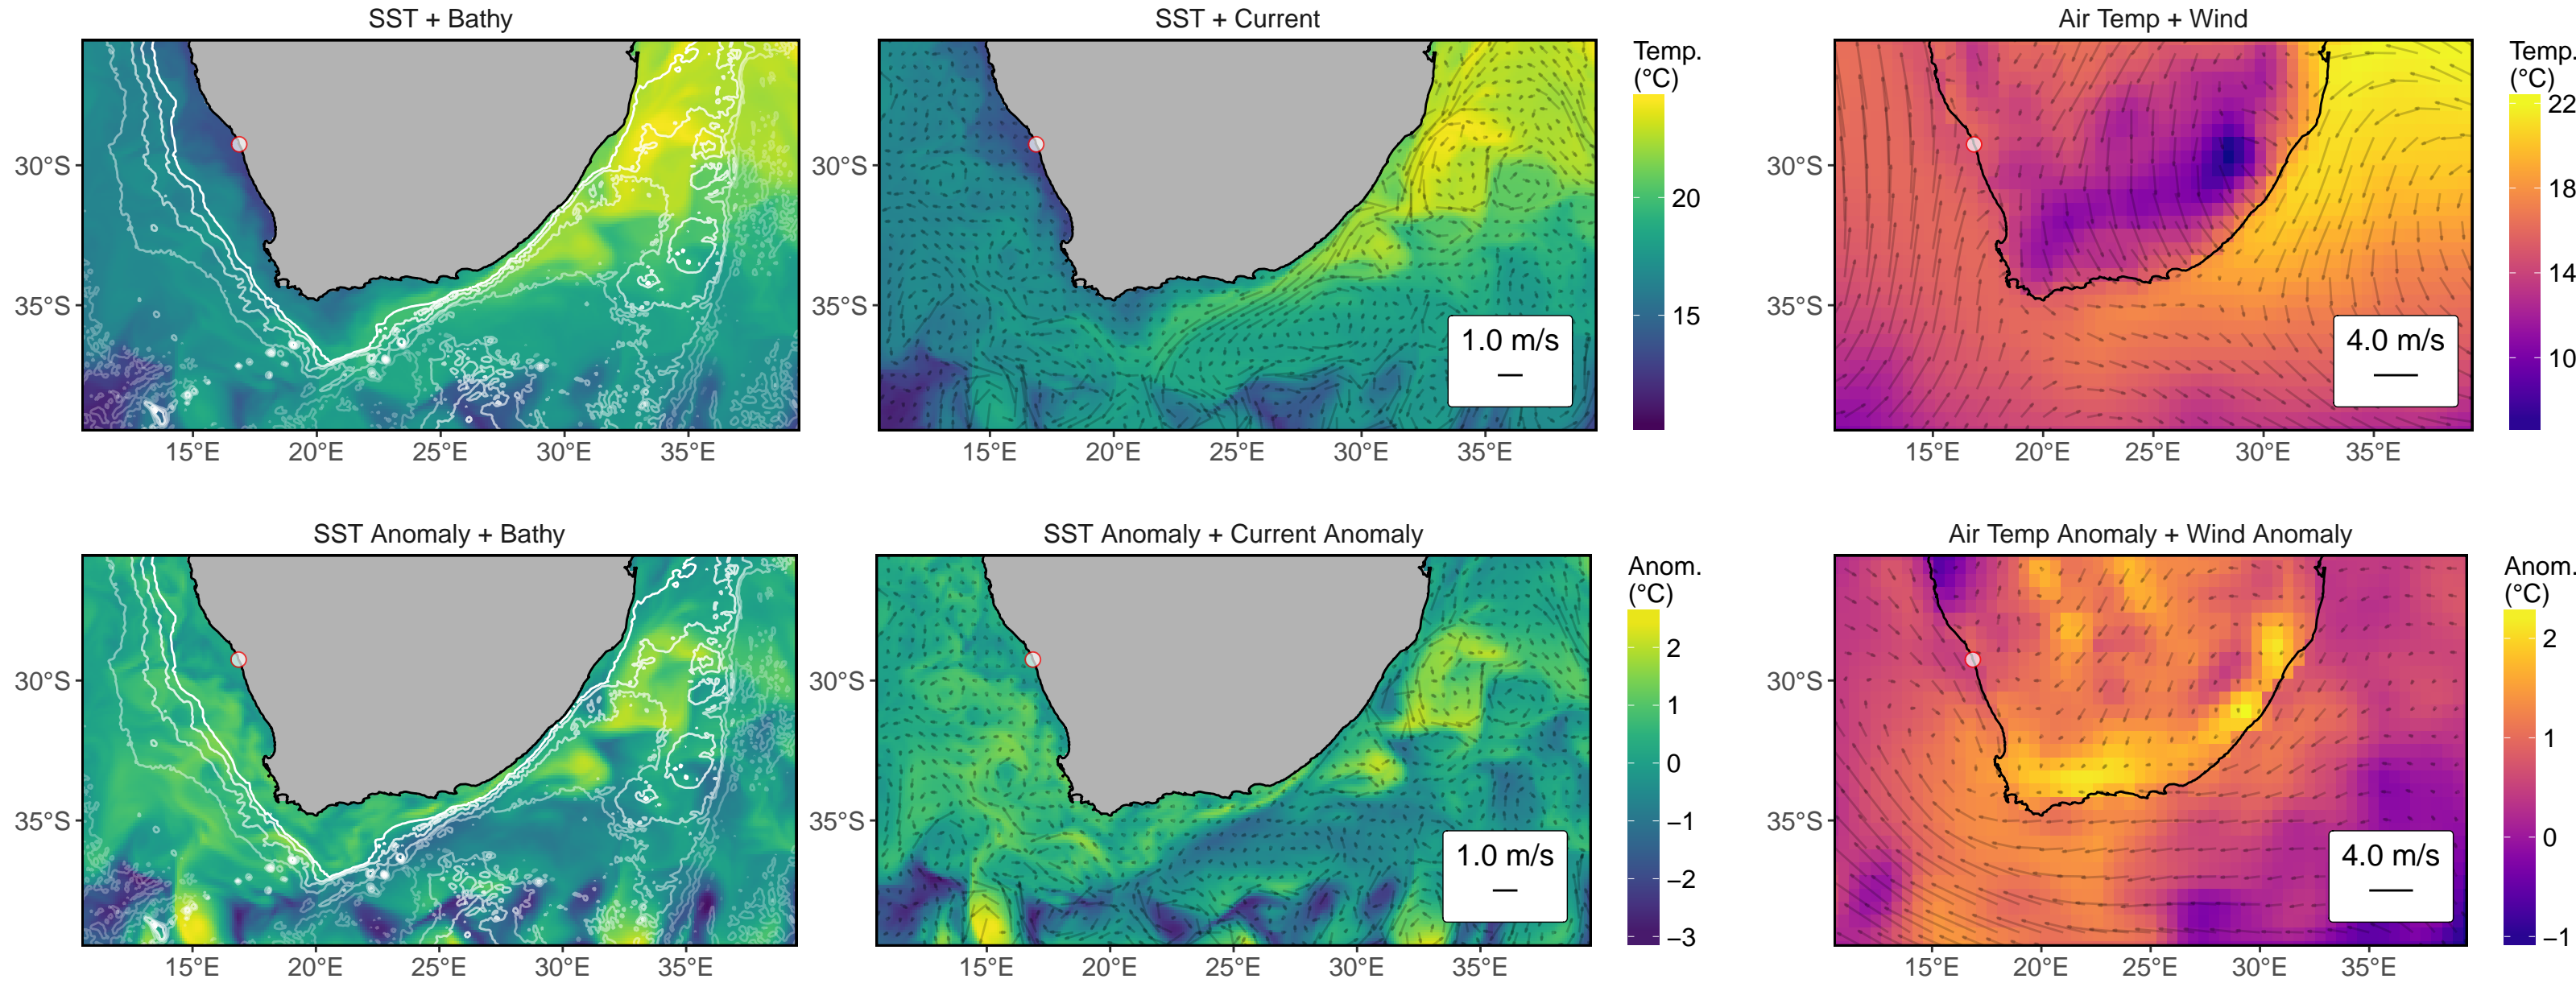 SST + Bathy
SST + Current
Air Temp + Wind
30°S
35°S
15°E 20°E 25°E 30°E 35°E
30°S
35°S
15°E 20°E 25°E 30°E 35°E
1.0 m/s
Temp.
(°C)
20
15
30°S
35°S
15°E 20°E 25°E 30°E 35°E
4.0 m/s
Temp.
(°C)
22
18
14
10
SST Anomaly + Bathy
SST Anomaly + Current Anomaly
Air Temp Anomaly + Wind Anomaly
30°S
35°S
15°E 20°E 25°E 30°E 35°E
30°S
35°S
15°E 20°E 25°E 30°E 35°E
1.0 m/s
Anom.
(°C)
2
1
0
−1
−2
−3
30°S
35°S
15°E 20°E 25°E 30°E 35°E
4.0 m/s
Anom.
(°C)
2
1
0
−1